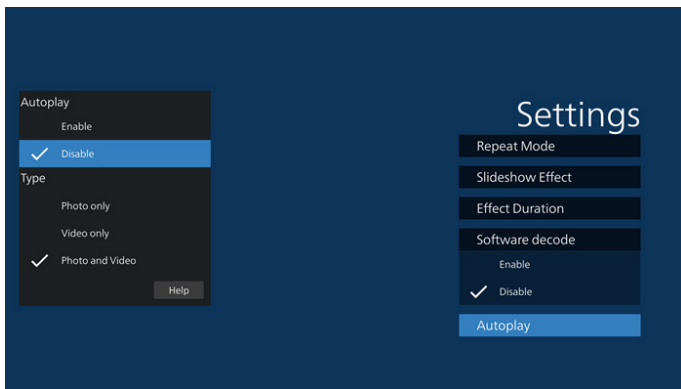 Autoplay
Enable
Disable
Type
Photo only
Video only
Photo and Video
Help
Settings
Repeat Mode
Slideshow Effect
Effect Duration
Software decode
Enable
Disable
Autoplay